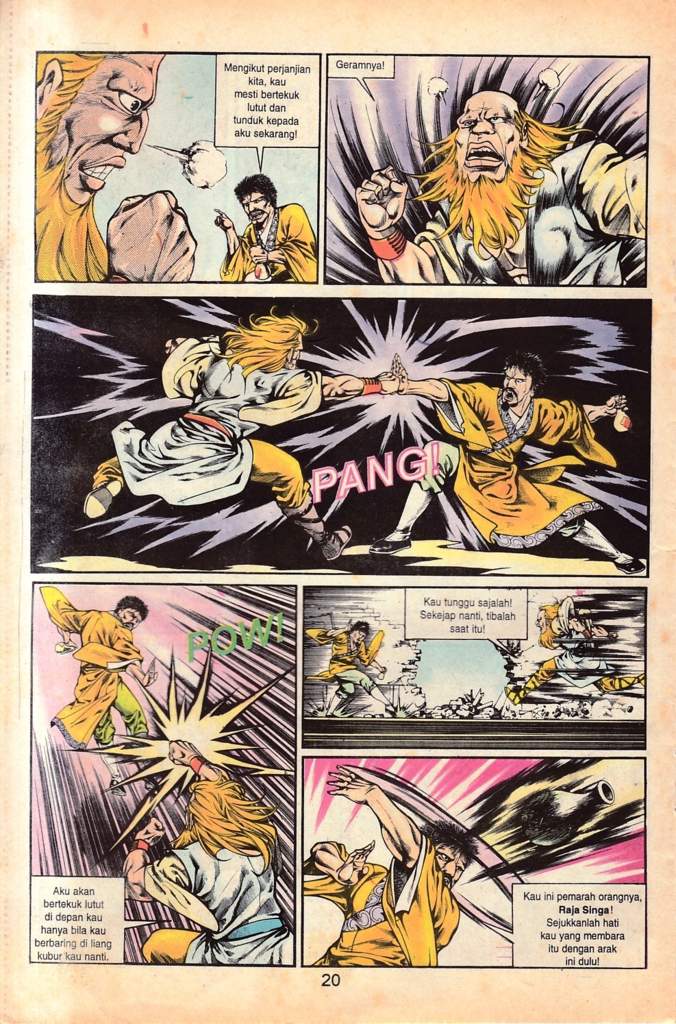 Mengikut perjanjian
kita, kau
mesti bertekuk
lutut dan
tunduk kepada
aku sekarang!
Geramnya!
PANG!
POW!
Kau tunggu sajalah!
Sekejap nanti, tibalah
saat itu!
Aku akan
bertekuk lutut
di depan kau
hanya bila kau
berbaring di liang
kubur kau nanti.
Kau ini pemarah orangnya,
Raja Singa!
Sejukkanlah hati
kau yang membara
itu dengan arak
ini dulu!
20